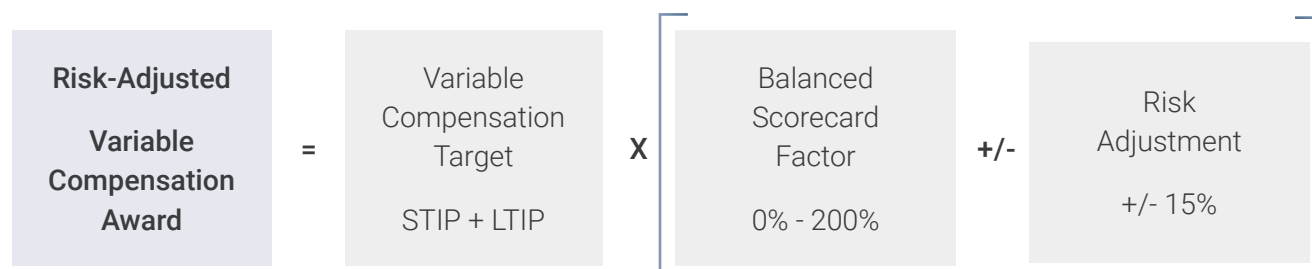 Risk-Adjusted
Variable
Compensation
Award
=
Variable
Compensation
Target
STIP + LTIP
X
Balanced
Scorecard
Factor
0% - 200%
+/-
Risk
Adjustment
+/- 15%